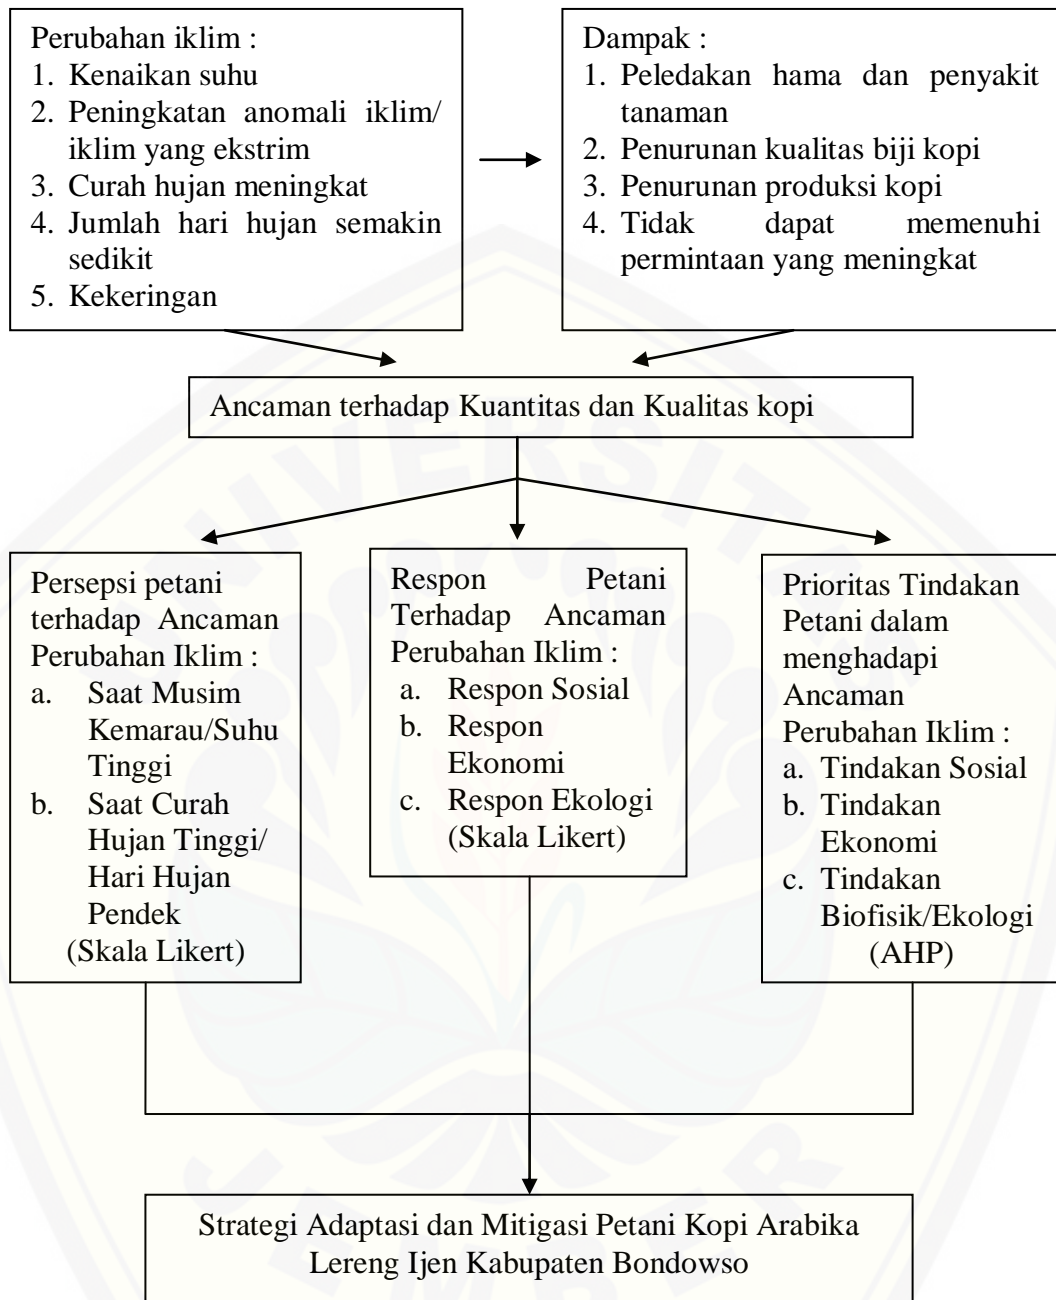 Perubahan iklim :
1. Kenaikan suhu
2. Peningkatan anomali iklim/
iklim yang ekstrim
3. Curah hujan meningkat
4. Jumlah hari hujan semakin
sedikit
5. Kekeringan
Dampak :
1. Peledakan hama dan penyakit
tanaman
2. Penurunan kualitas biji kopi
3. Penurunan produksi kopi
4. Tidak dapat memenuhi
permintaan yang meningkat
Ancaman terhadap Kuantitas dan Kualitas kopi
Persepsi petani
terhadap Ancaman
Perubahan Iklim :
a. Saat Musim
Kemarau/Suhu
Tinggi
b. Saat Curah
Hujan Tinggi/
Hari Hujan
Pendek
(Skala Likert)
Respon Petani
Terhadap Ancaman
Perubahan Iklim :
a. Respon Sosial
b. Respon
Ekonomi
c. Respon Ekologi
(Skala Likert)
Prioritas Tindakan
Petani dalam
menghadapi
Ancaman
Perubahan Iklim :
a. Tindakan Sosial
b. Tindakan
Ekonomi
c. Tindakan
Biofisik/Ekologi
(AHP)
Strategi Adaptasi dan Mitigasi Petani Kopi Arabika
Lereng Ijen Kabupaten Bondowso
UNIVERSITAS
JEMBER